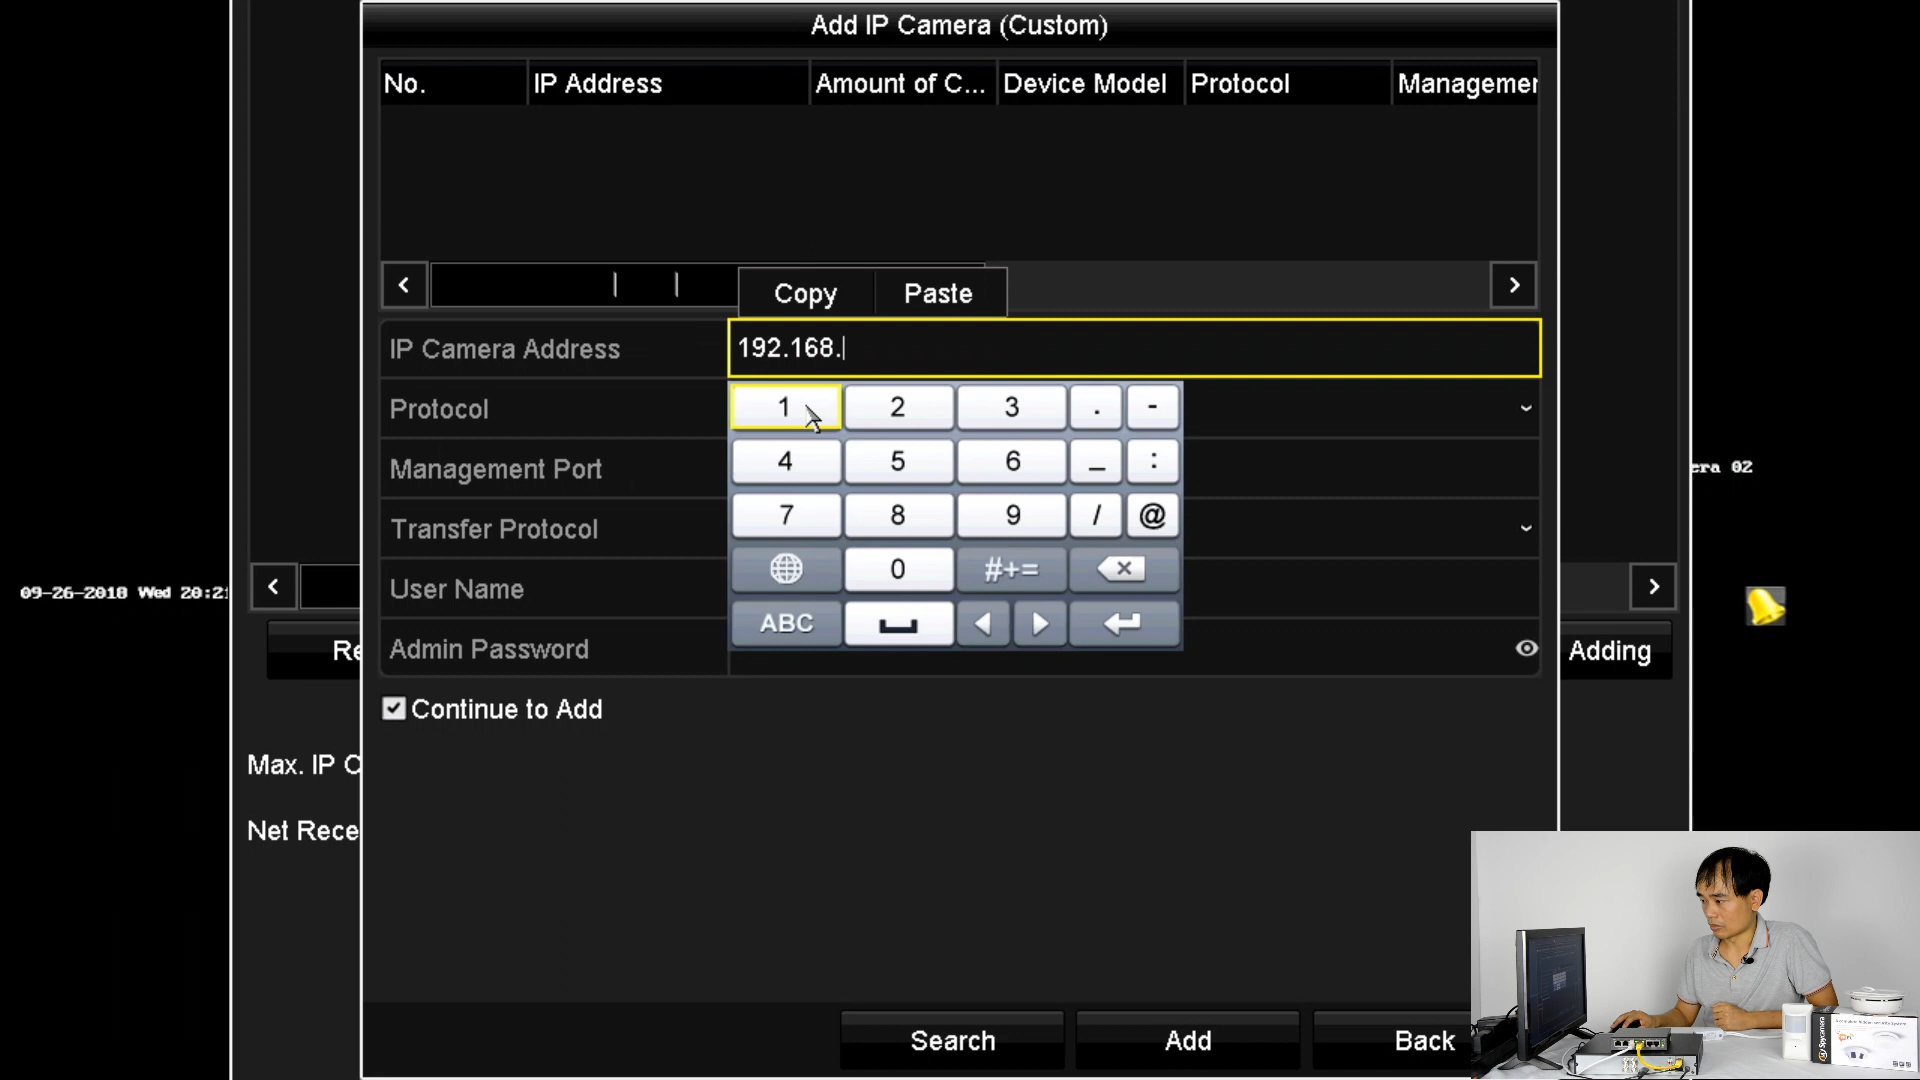 Add IP Camera (Custom)
No. IP Address Amount of C... Device Model Protocol Managemer
Copy Paste
IP Camera Address 192.168.
Protocol
1 2 3 . -
Management Port
4 5 6 _ :
Transfer Protocol
7 8 9 / @
User Name
0 #+=
ABC
Admin Password
Continue to Add
09-26-2018 Wed 20:21
era 02
Re
Adding
Max. IP C
Net Rece
Search Add Back
Spycamera